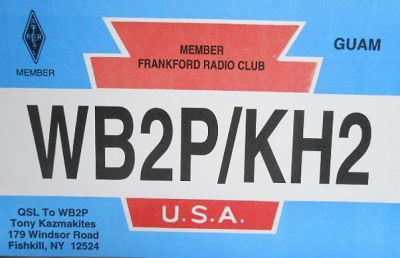 ARRL
MEMBER
MEMBER
FRANKFORD RADIO CLUB
GUAM
WB2P/KH2
U.S.A.
QSL To WB2P
Tony Kazmakites
179 Windsor Road
Fishkill, NY 12524